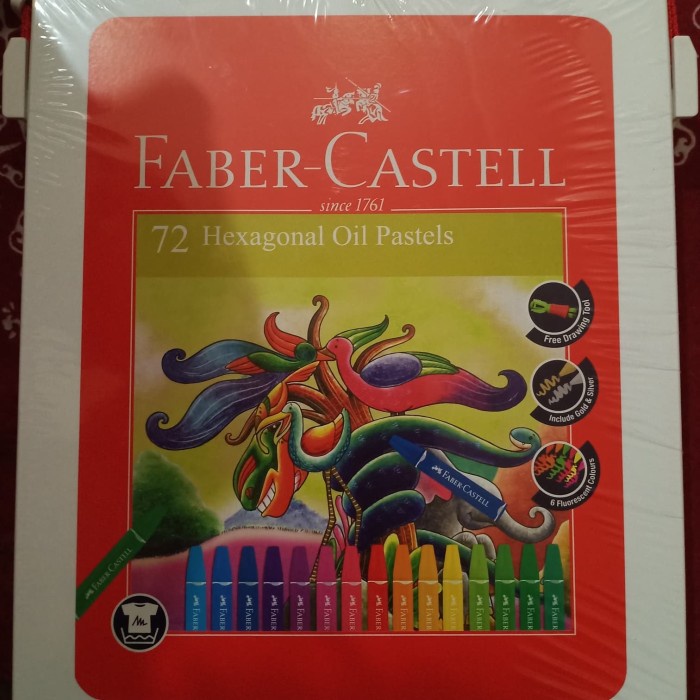 FABER-CASTELL
since 1761
72 Hexagonal Oil Pastels
Free Drawing Tool
Include Gold & Silver
6 Fluorescent Colours
FABER-CASTELL
FABER-CASTELL